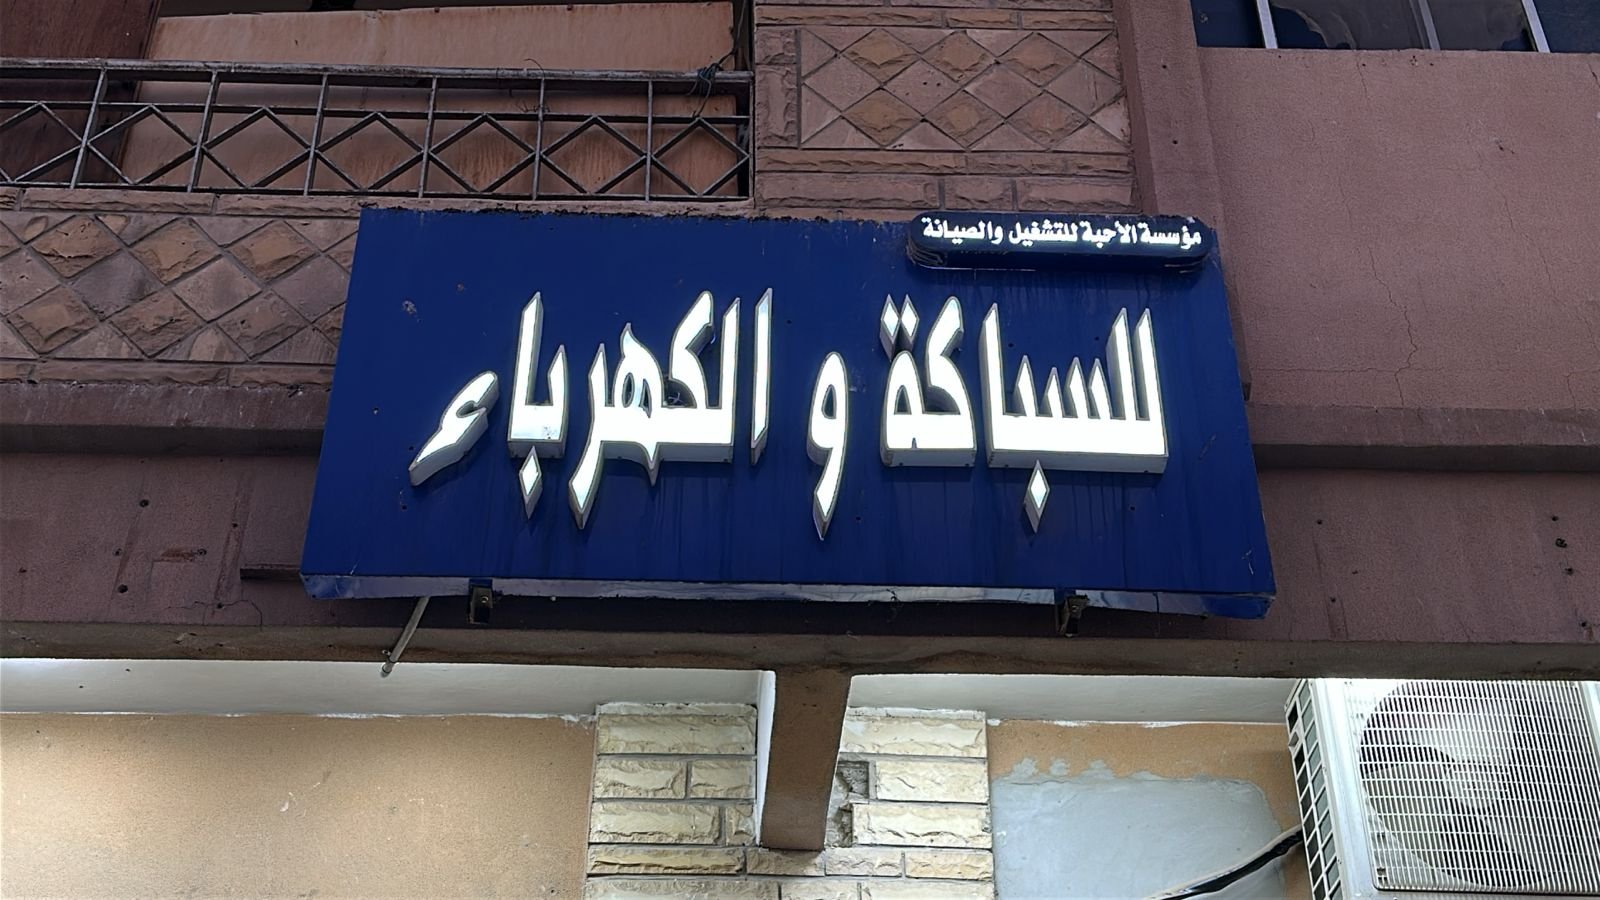 مؤسسة الأحبة للتشغيل والصيانة
للسباكة و الكهرباء